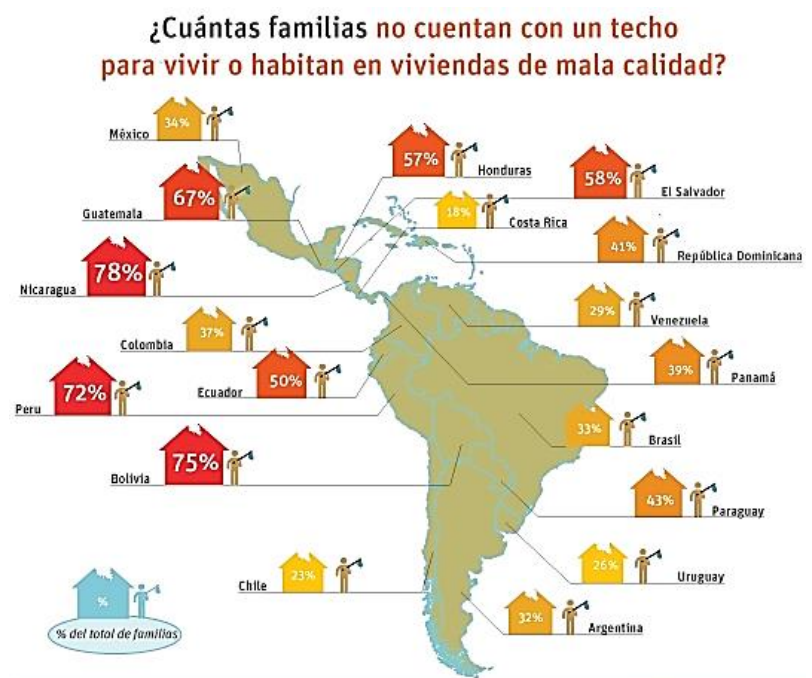 ¿Cuántas familias no cuentan con un techo
para vivir o habitan en viviendas de mala calidad?
34%
México
57%
Honduras
58%
El Salvador
67%
Guatemala
18%
Costa Rica
41%
República Dominicana
78%
Nicaragua
29%
Venezuela
37%
Colombia
39%
Panamá
50%
Ecuador
72%
Peru
33%
Brasil
75%
Bolivia
43%
Paraguay
23%
Chile
26%
Uruguay
32%
Argentina
%
% del total de familias